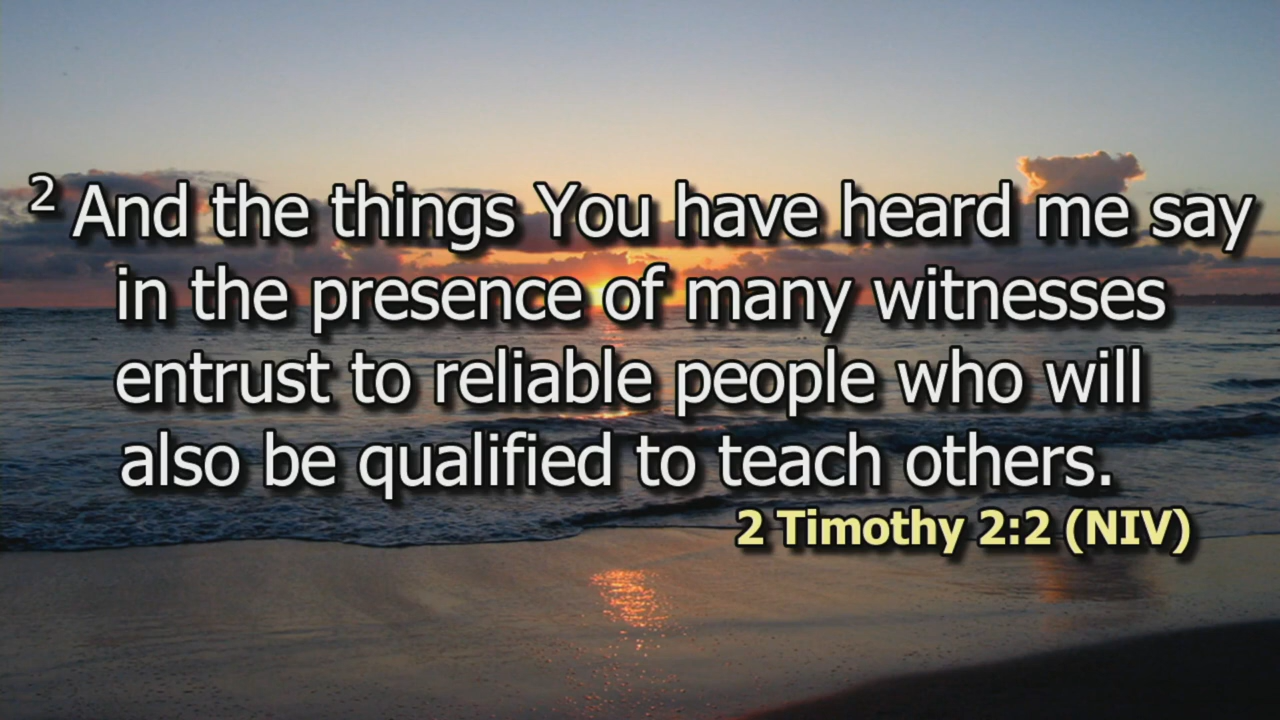 2 And the things You have heard me say
in the presence of many witnesses
entrust to reliable people who will
also be qualified to teach others.
2 Timothy 2:2 (NIV)